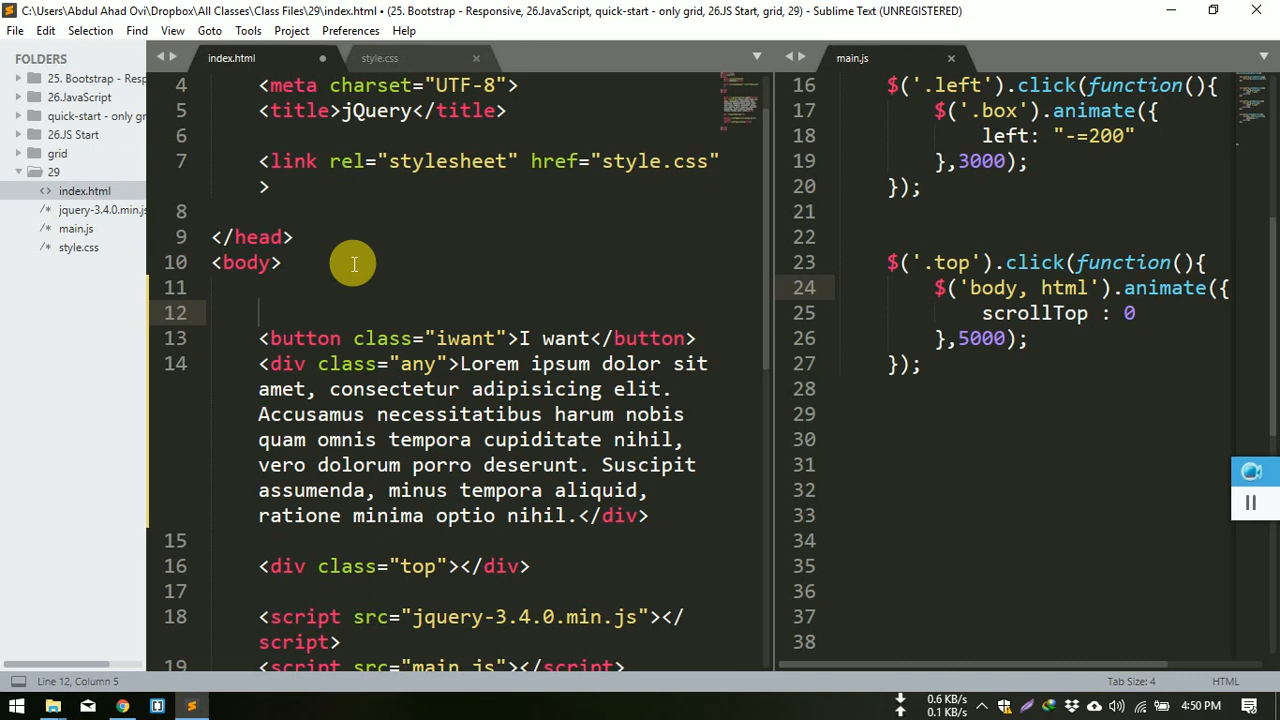 C:\Users\Abdul Ahad Ovi\Dropbox\All Classes\Class Files\29\index.html • (25. Bootstrap - Responsive, 26.JavaScript, quick-start - only grid, 26.JS Start, grid, 29) - Sublime Text (UNREGISTERED)
File Edit Selection Find View Goto Tools Project Preferences Help
FOLDERS
25. Bootstrap - Resp
26.JavaScript
quick-start - only gr
26.JS Start
grid
29
index.html
jquery-3.4.0.min.js
main.js
style.css
index.html
style.css
4 <meta charset="UTF-8">
5 <title>jQuery</title>
6
7 <link rel="stylesheet" href="style.css"
>
8
9 </head>
10 <body>
11
12
13 <button class="iwant">I want</button>
14 <div class="any">Lorem ipsum dolor sit
amet, consectetur adipisicing elit.
Accusamus necessitatibus harum nobis
quam omnis tempora cupiditate nihil,
vero dolorum porro deserunt. Suscipit
assumenda, minus tempora aliquid,
ratione minima optio nihil.</div>
15
16 <div class="top"></div>
17
18 <script src="jquery-3.4.0.min.js"></
script>
19 <script src="main.js"></script>
main.js
16 $('.left').click(function(){
17 $('.box').animate({
18 left: "-=200"
19 },3000);
20 });
21
22
23 $('.top').click(function(){
24 $('body, html').animate({
25 scrollTop : 0
26 },5000);
27 });
28
29
30
31
32
33
34
35
36
37
38
Line 12, Column 5
Tab Size: 4
HTML
0.6 KB/s
0.1 KB/s
4:50 PM